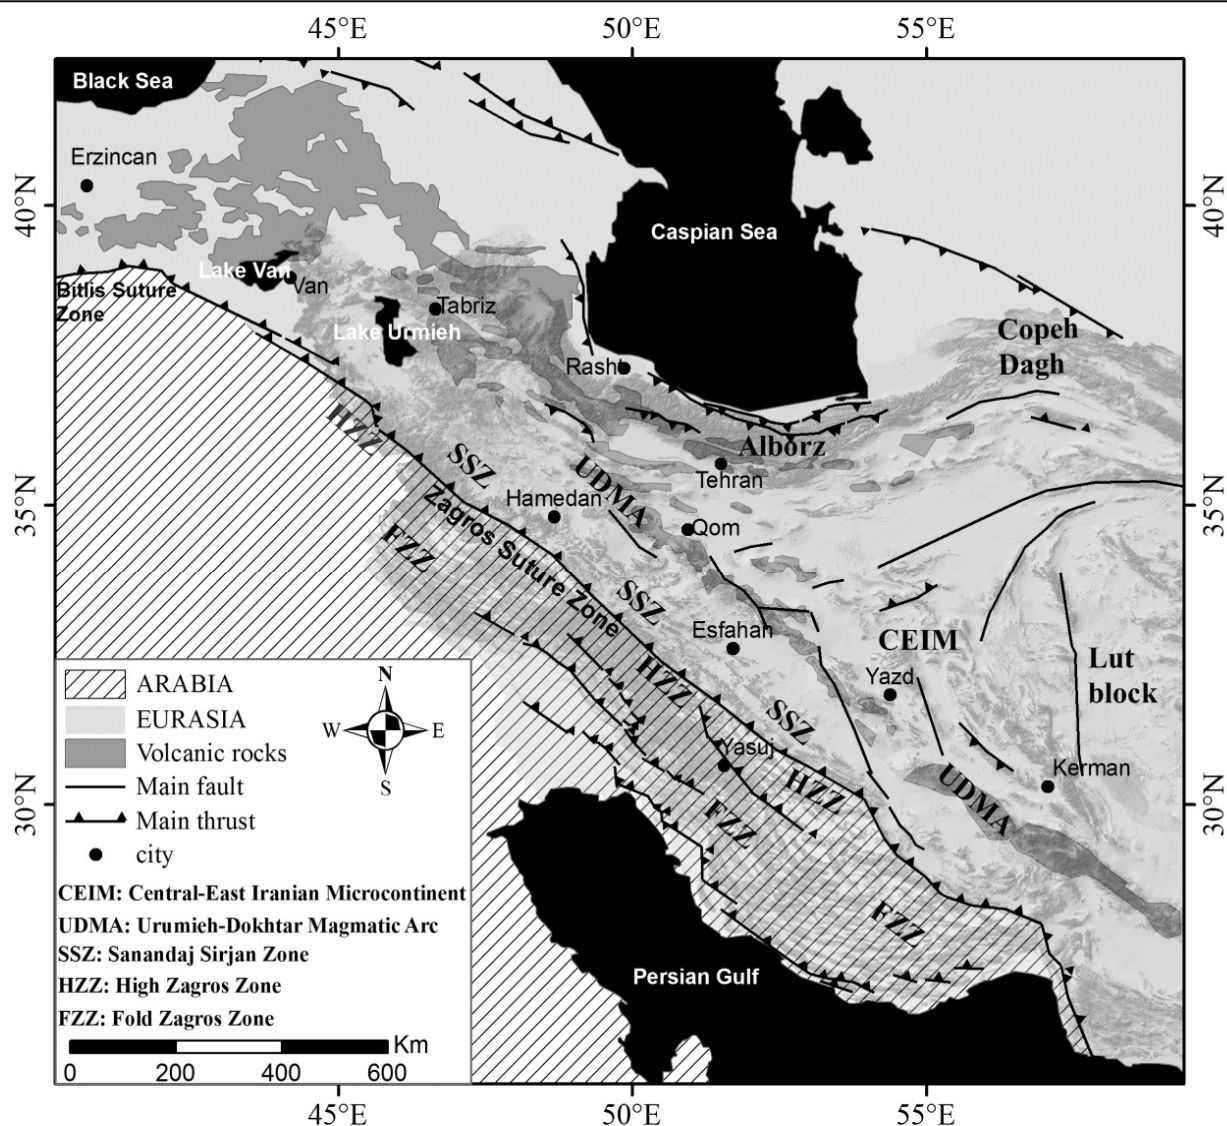 45°E 50°E 55°E
Black Sea
Erzincan
40°N 40°N
Caspian Sea
Lake Van
Van
Bitlis Suture
Zone
Tabriz
Lake Urmieh
Copeh
Dagh
Rasht
HZZ
SSZ
UDMA
Alborz
Tehran
35°N 35°N
Hamedan
Zagros Suture Zone
Qom
FZZ
SSZ
Esfahan
CEIM
HZZ
Yazd
Lut
block
SSZ
Yasuj
HZZ
Kerman
UDMA
30°N 30°N
FZZ
FZZ
Persian Gulf
N
W E
S
ARABIA
EURASIA
Volcanic rocks
Main fault
Main thrust
city
CEIM: Central-East Iranian Microcontinent
UDMA: Urumieh-Dokhtar Magmatic Arc
SSZ: Sanandaj Sirjan Zone
HZZ: High Zagros Zone
FZZ: Fold Zagros Zone
Km
0 200 400 600
45°E 50°E 55°E